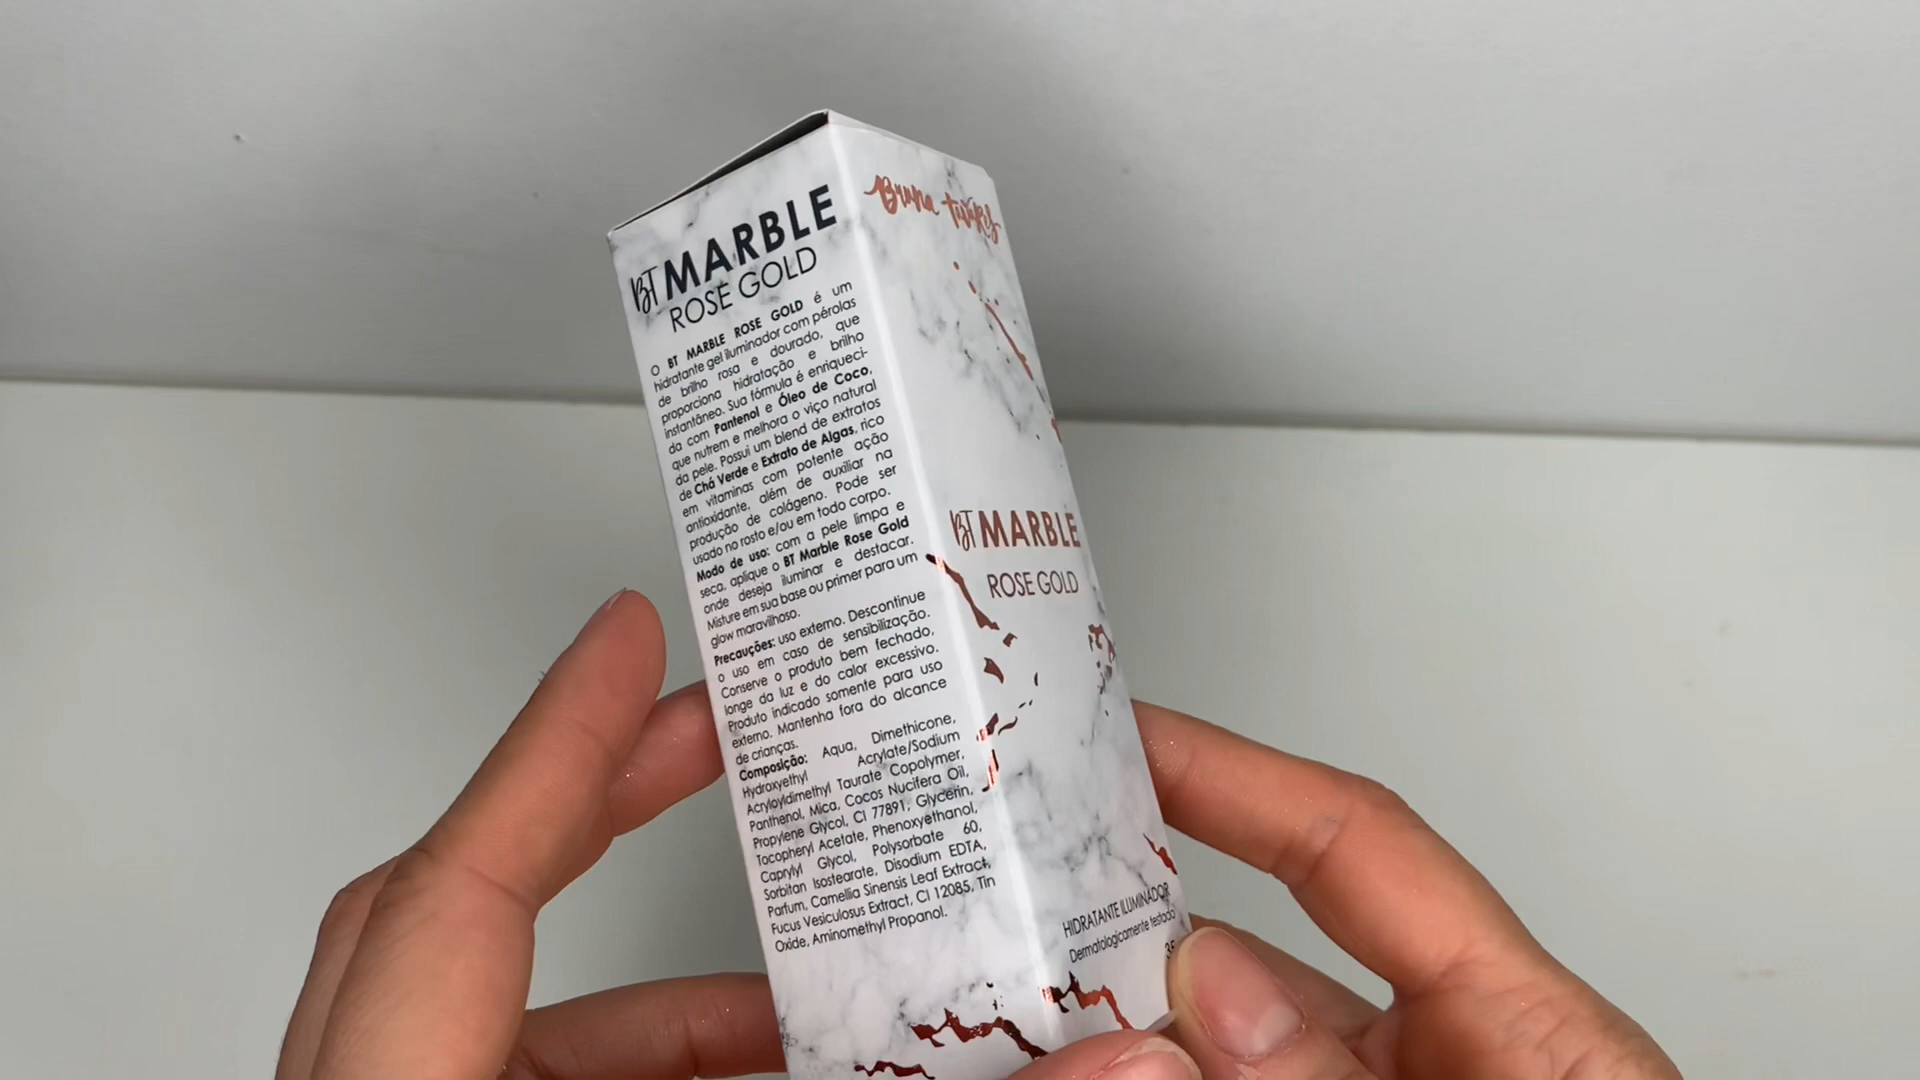 BT MARBLE
ROSE GOLD
O BT MARBLE ROSE GOLD é um
hidratante gel iluminador com pérolas
de brilho rosa e dourado, que
proporciona hidratação e brilho
instantâneo. Sua fórmula é enriqueci-
da com Pantenol e Óleo de Coco,
que nutrem e melhora o viço natural
da pele. Possui um blend de extratos
de Chá Verde e Extrato de Algas, rico
em vitaminas com potente ação
antioxidante, além de auxiliar na
produção de colágeno. Pode ser
usado no rosto e/ou em todo corpo.
Modo de uso: com a pele limpa e
seca, aplique o BT Marble Rose Gold
onde deseja iluminar e destacar.
Misture em sua base ou primer para um
glow maravilhoso.
Precauções: uso externo. Descontinue
o uso em caso de sensibilização.
Conserve o produto bem fechado,
longe da luz e do calor excessivo.
Produto indicado somente para uso
externo. Mantenha fora do alcance
de crianças.
Composição: Aqua, Dimethicone,
Hydroxyethyl Acrylate/Sodium
Acryloyldimethyl Taurate Copolymer,
Panthenol, Mica, Cocos Nucifera Oil,
Propylene Glycol, CI 77891, Glycerin,
Tocopheryl Acetate, Phenoxyethanol,
Caprylyl Glycol, Polysorbate 60,
Sorbitan Isostearate, Disodium EDTA,
Parfum, Camellia Sinensis Leaf Extract,
Fucus Vesiculosus Extract, CI 12085, Tin
Oxide, Aminomethyl Propanol.
Bruna tavares
BT MARBLE
ROSE GOLD
HIDRATANTE ILUMINADOR
Dermatologicamente testado